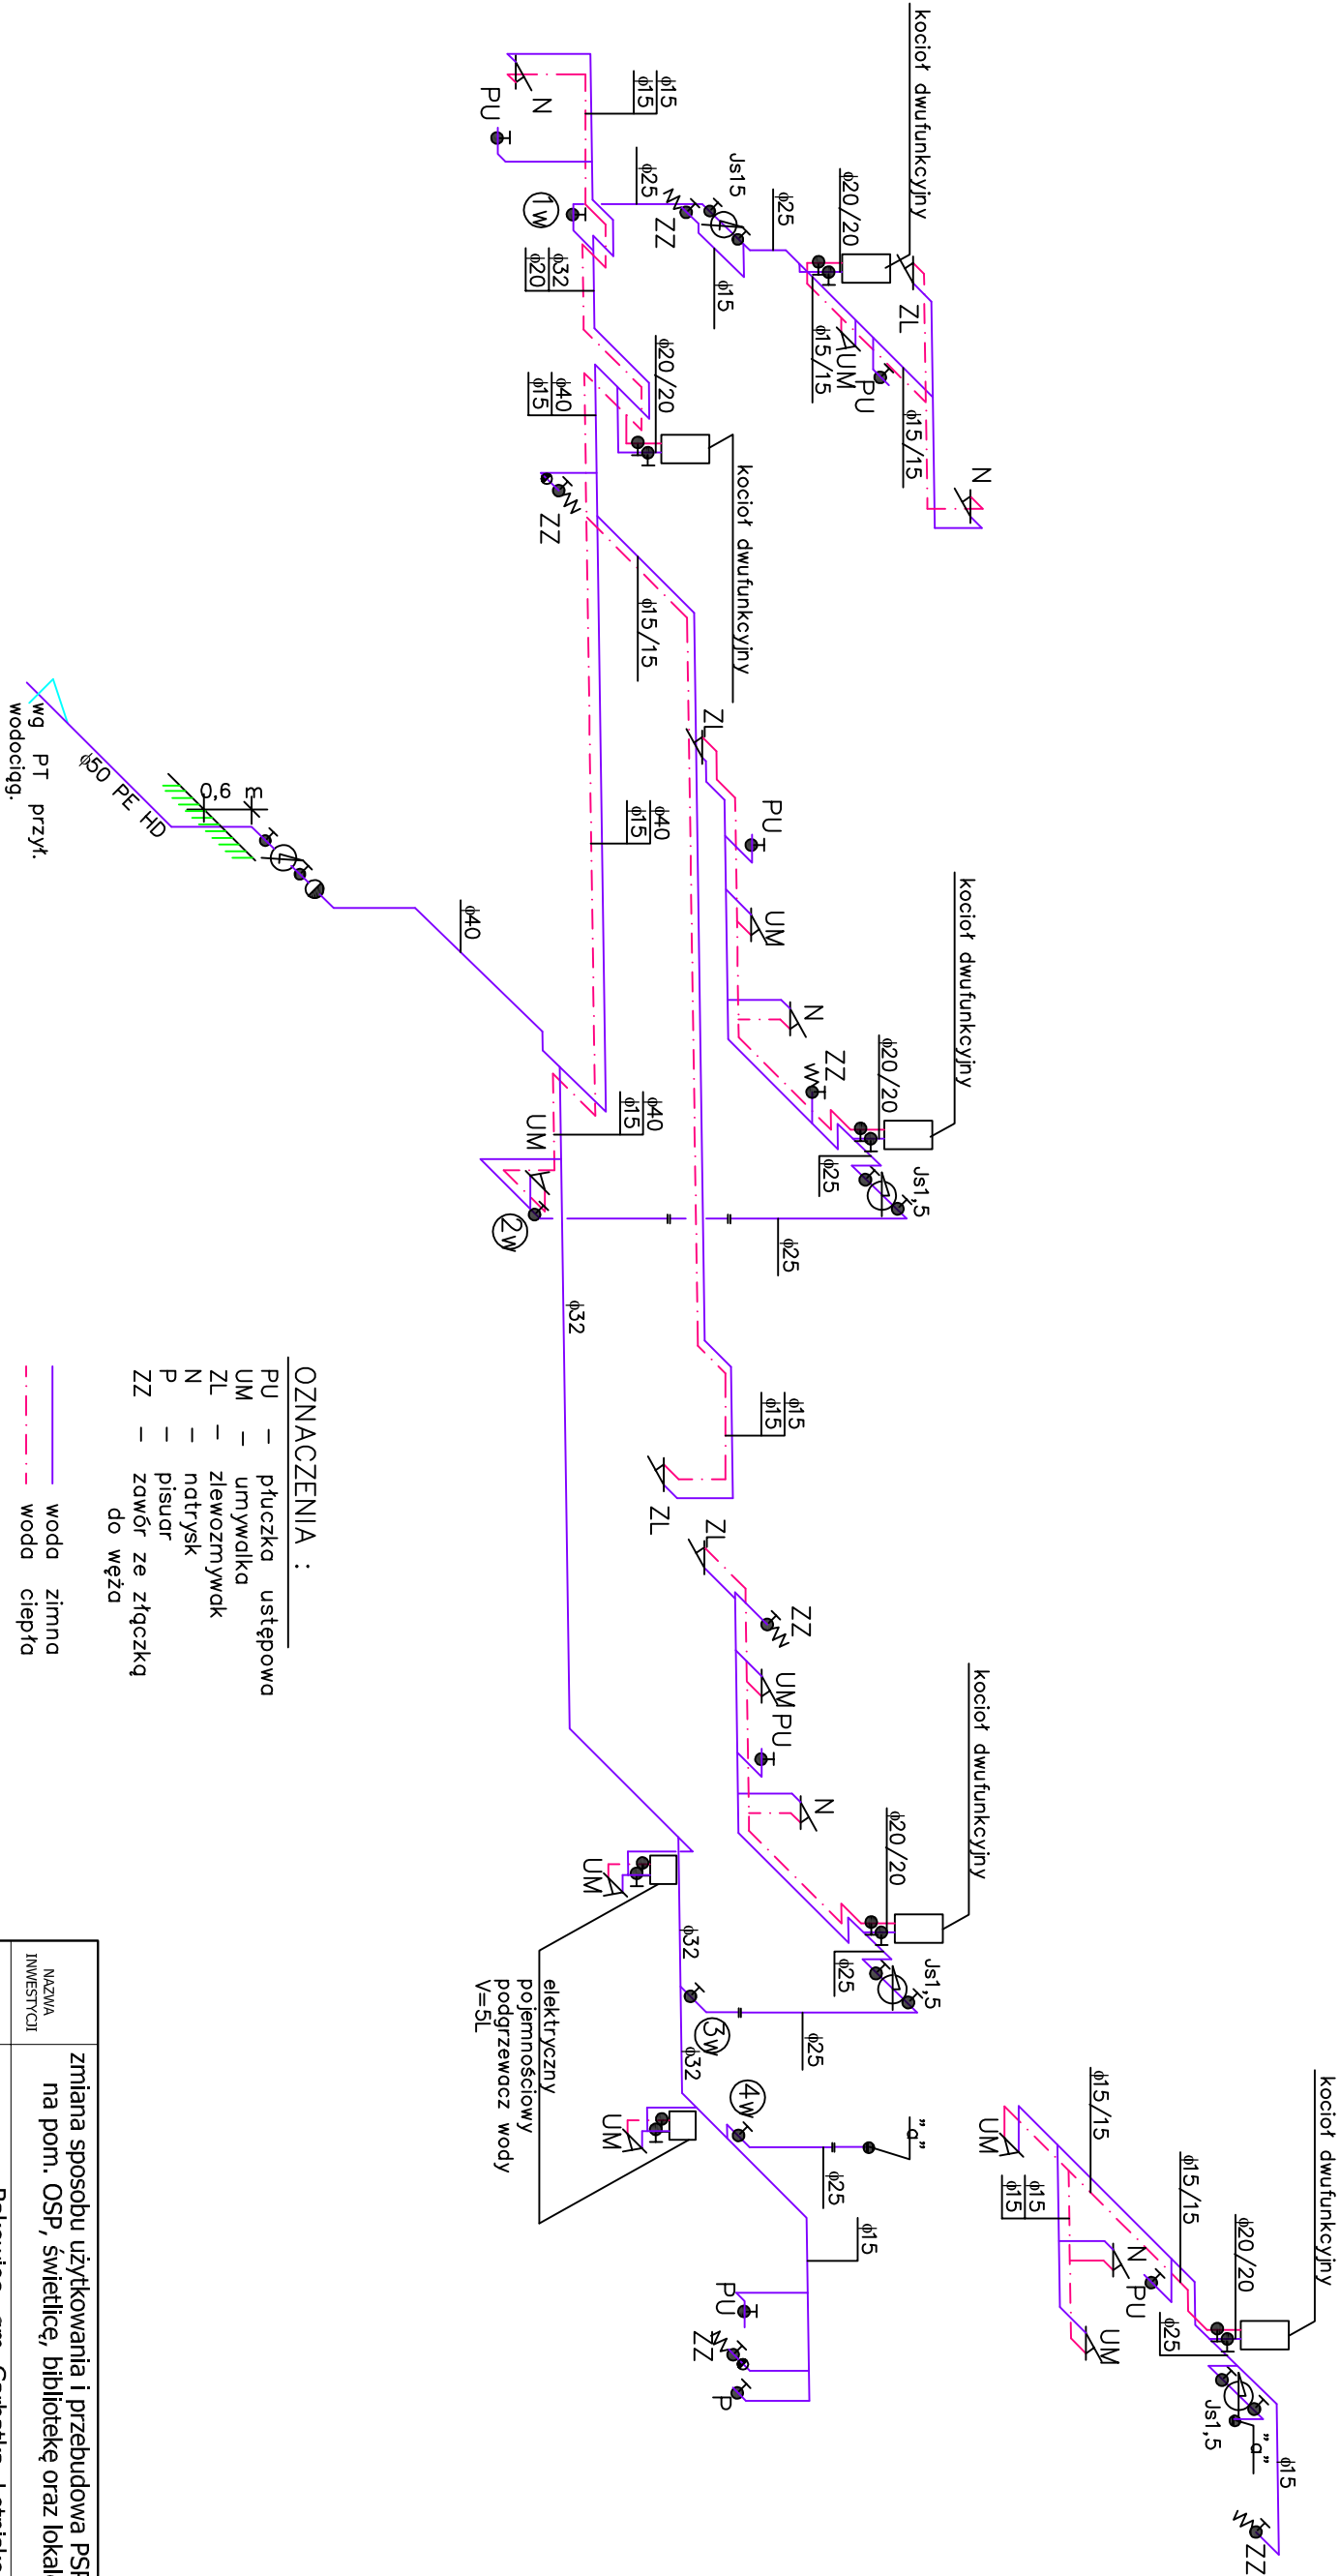 kocioł dwufunkcyjny
N
PU
φ15
φ15
φ25
Js15
ZZ
φ25
φ20/20
φ15
ZL
UM
PU
φ15/15
φ15/15
N
1w
φ32
φ20
φ20/20
φ40
φ15
kocioł dwufunkcyjny
ZZ
φ15/15
ZL
PU
UM
N
ZZ
kocioł dwufunkcyjny
φ20/20
φ25
Js1,5
φ40
φ15
wg PT przył.
wodociąg.
φ50 PE HD
0,6 m
φ40
φ40
φ15
UM
2w
φ25
φ32
φ15
φ15
ZL
ZL
ZZ
UM
PU
N
kocioł dwufunkcyjny
φ20/20
φ25
Js1,5
UM
φ32
3w
φ25
φ32
elektryczny
pojemnościowy
podgrzewacz wody
V=5L
4w
UM
"a"
φ25
φ15
PU
ZZ
P
kocioł dwufunkcyjny
φ15/15
UM
φ15
φ15
φ15/15
N
PU
φ20/20
φ25
UM
Js1,5
"a"
φ15
ZZ
OZNACZENIA :
PU – płuczka ustępowa
UM – umywalka
ZL – zlewozmywak
N – natrysk
P – pisuar
ZZ – zawór ze złączką
do węża
woda zimna
woda ciepła
NAZWA
INWESTYCJI
zmiana sposobu użytkowania i przebudowa PSP
na pom. OSP, świetlicę, bibliotekę oraz lokale